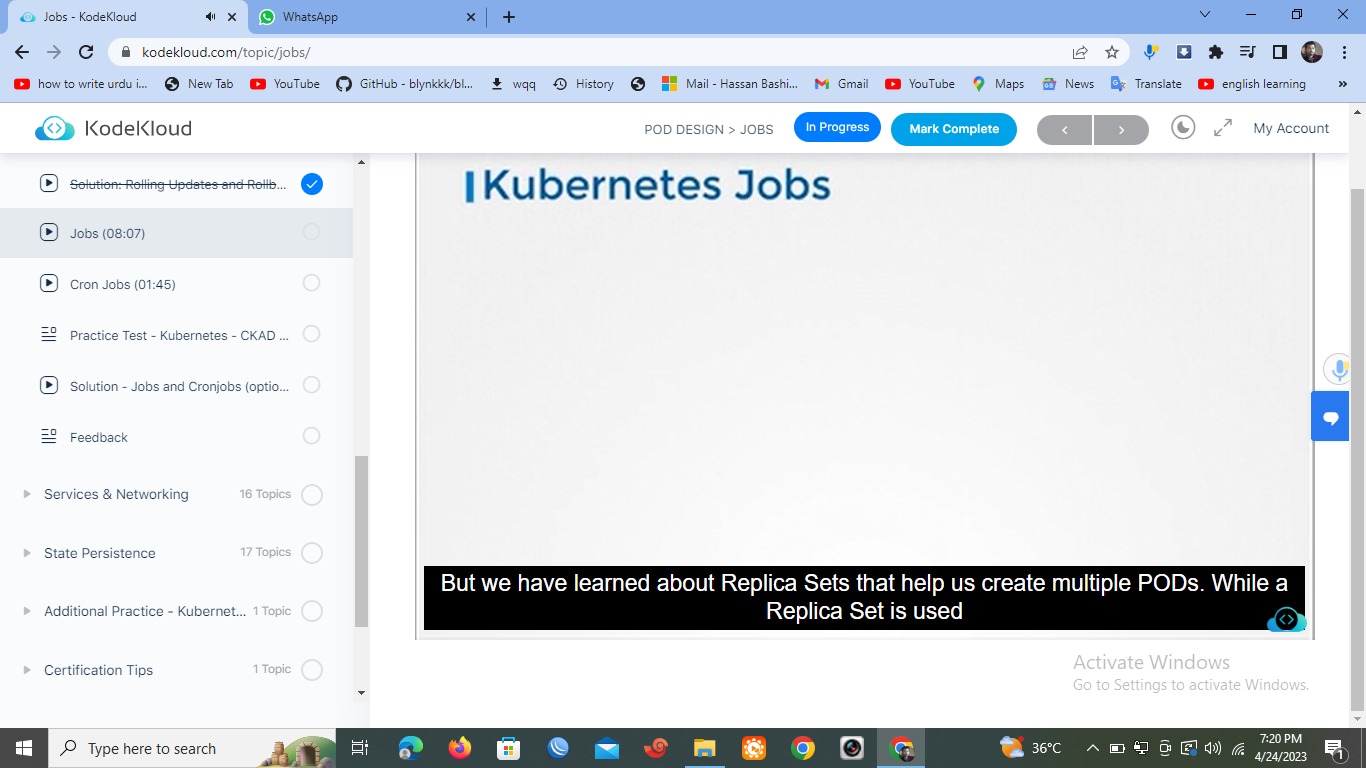 Jobs - KodeKloud
WhatsApp
kodekloud.com/topic/jobs/
how to write urdu i...
New Tab
YouTube
GitHub - blynkkk/bl...
wqq
History
Mail - Hassan Bashi...
Gmail
YouTube
Maps
News
Translate
english learning
»
KodeKloud
POD DESIGN > JOBS
In Progress
Mark Complete
My Account
Solution: Rolling Updates and Rollb...
Jobs (08:07)
Cron Jobs (01:45)
Practice Test - Kubernetes - CKAD ...
Solution - Jobs and Cronjobs (optio...
Feedback
Services & Networking 16 Topics
State Persistence 17 Topics
Additional Practice - Kubernet... 1 Topic
Certification Tips 1 Topic
Kubernetes Jobs
But we have learned about Replica Sets that help us create multiple PODs. While a
Replica Set is used
Activate Windows
Go to Settings to activate Windows.
Type here to search
36°C
7:20 PM
4/24/2023
1